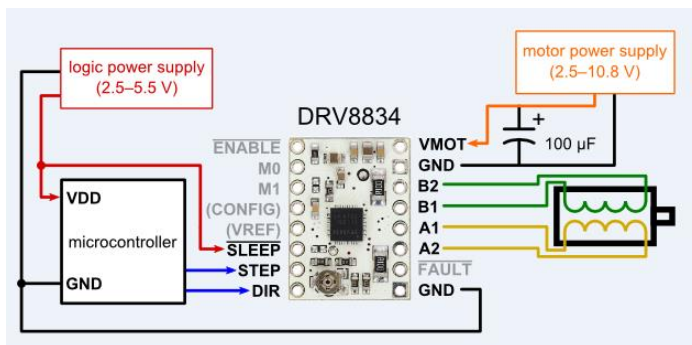 logic power supply
(2.5–5.5 V)
motor power supply
(2.5–10.8 V)
DRV8834
+
100 µF
ENABLE
M0
M1
(CONFIG)
(VREF)
SLEEP
STEP
DIR
VMOT
GND
B2
B1
A1
A2
FAULT
GND
VDD
microcontroller
GND